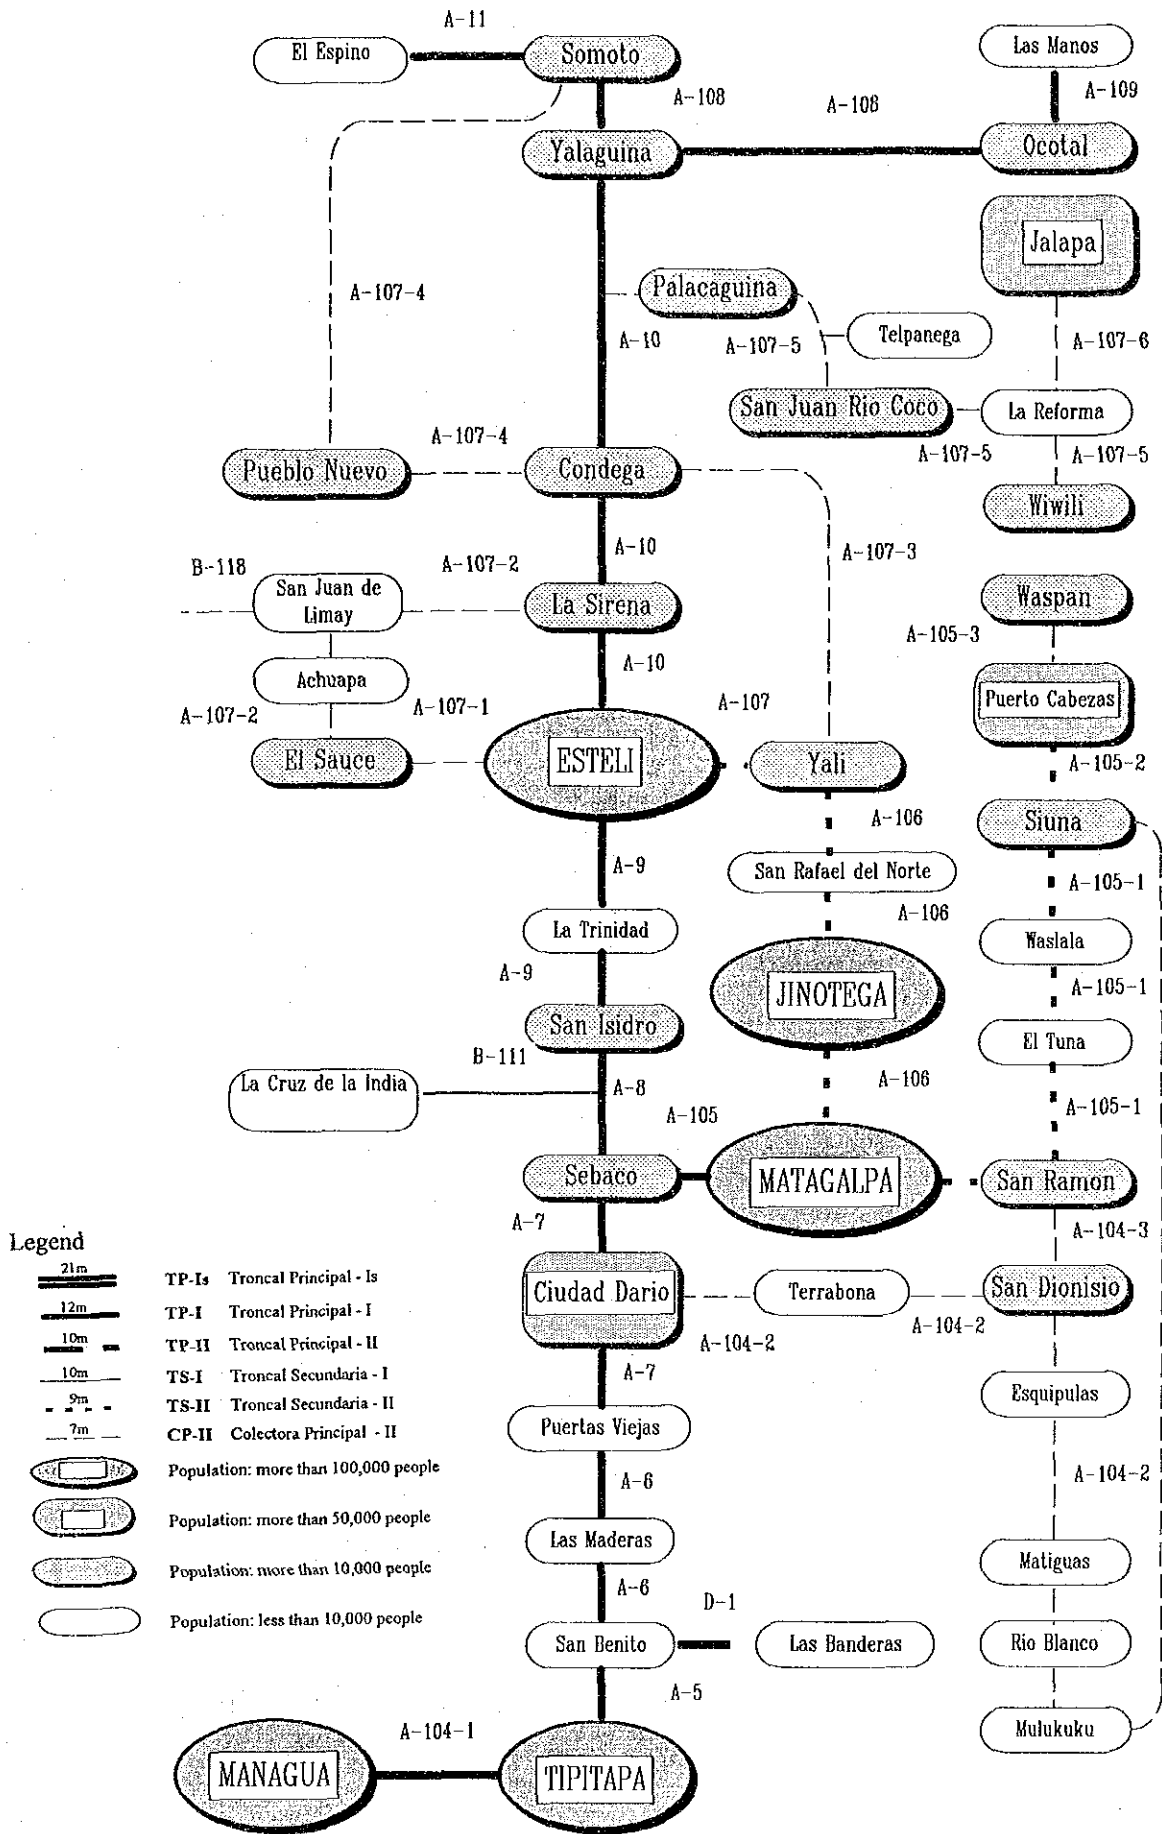 A-11
El Espino
Somoto
Las Manos
A-108
A-108
A-109
Yalaguina
Ocotal
Jalapa
Palacaguina
A-107-4
A-10
A-107-5
Telpanega
A-107-6
San Juan Rio Coco
La Reforma
A-107-4
A-107-5
A-107-5
Pueblo Nuevo
Condega
Wiwili
A-10
A-107-3
B-118
A-107-2
San Juan de
Limay
La Sirena
Waspan
A-105-3
A-10
Achuapa
Puerto Cabezas
A-107-2
A-107-1
A-107
El Sauce
ESTELI
Yali
A-105-2
A-106
Siuna
A-9
San Rafael del Norte
A-105-1
A-106
La Trinidad
Waslala
A-9
A-105-1
JINOTEGA
San Isidro
El Tuna
B-111
La Cruz de la India
A-8
A-106
A-105
A-105-1
Sebaco
MATAGALPA
San Ramon
A-7
A-104-3
Legend
21m
TP-Is Troncal Principal - Is
12m
TP-I Troncal Principal - I
10m
TP-II Troncal Principal - II
10m
TS-I Troncal Secundaria - I
9m
TS-II Troncal Secundaria - II
7m
CP-II Colectora Principal - II
Population: more than 100,000 people
Population: more than 50,000 people
Population: more than 10,000 people
Population: less than 10,000 people
Ciudad Dario
Terrabona
San Dionisio
A-104-2
A-104-2
A-7
Esquipulas
Puertas Viejas
A-6
A-104-2
Las Maderas
Matiguas
A-6
D-1
San Benito
Las Banderas
Rio Blanco
A-5
Mulukuku
A-104-1
MANAGUA
TIPITAPA